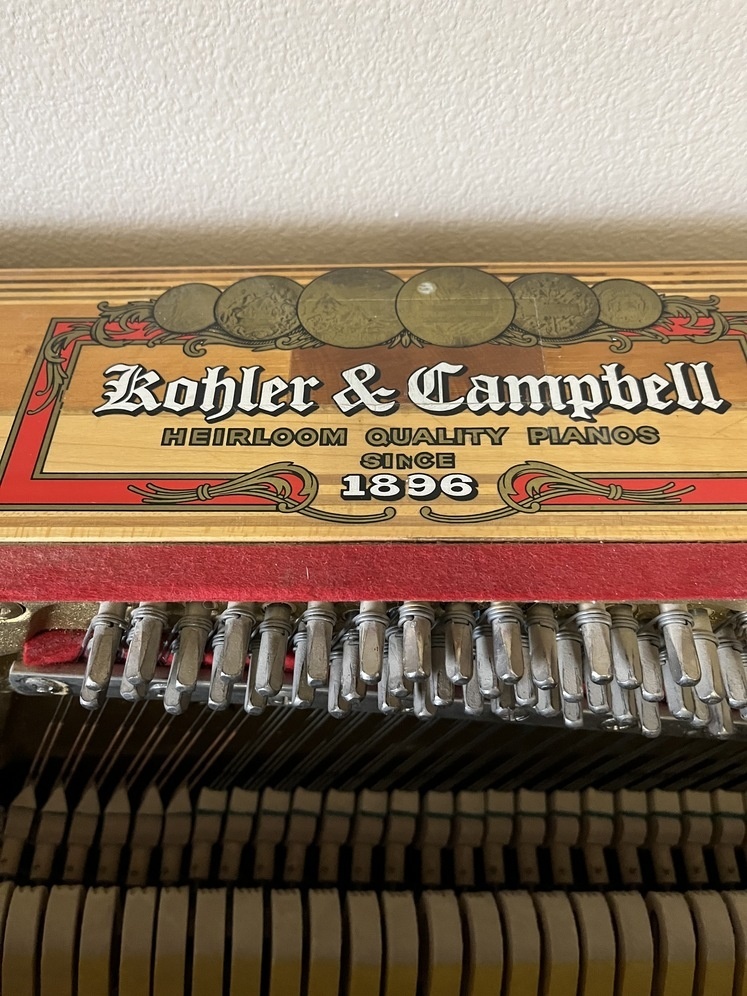 Kohler & Campbell
HEIRLOOM QUALITY PIANOS
SINCE
1896